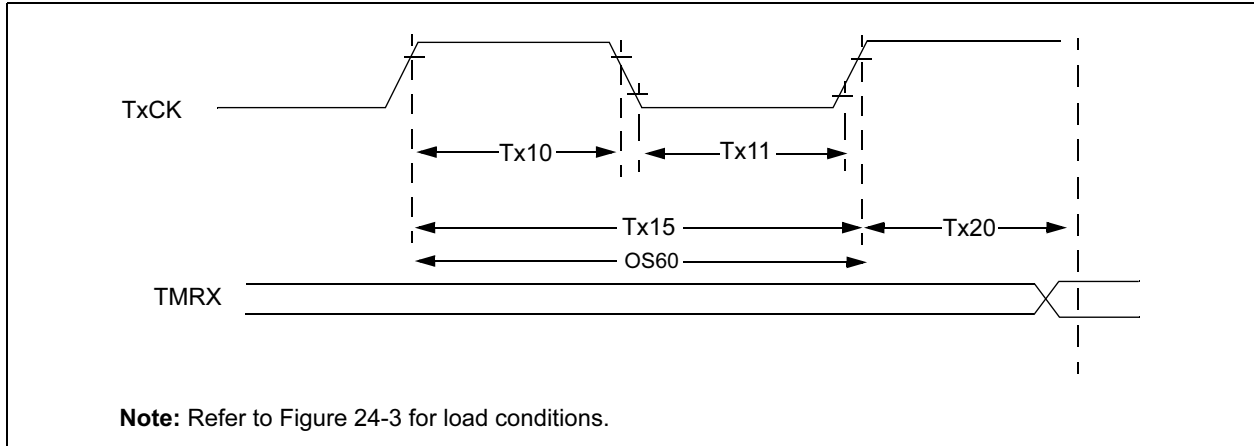 TxCK
Tx10
Tx11
Tx15
Tx20
OS60
TMRX
Note: Refer to Figure 24-3 for load conditions.